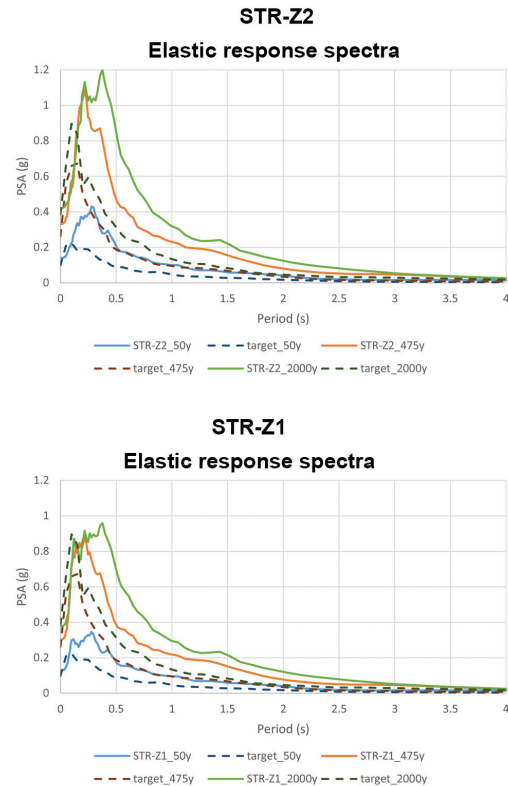 STR-Z2
Elastic response spectra
1.2
1
0.8
0.6
0.4
0.2
0
PSA (g)
0 0.5 1 1.5 2 2.5 3 3.5 4
Period (s)
STR-Z2_50y target_50y STR-Z2_475y
target_475y STR-Z2_2000y target_2000y
STR-Z1
Elastic response spectra
1.2
1
0.8
0.6
0.4
0.2
0
PSA (g)
0 0.5 1 1.5 2 2.5 3 3.5 4
Period (s)
STR-Z1_50y target_50y STR-Z1_475y
target_475y STR-Z1_2000y target_2000y